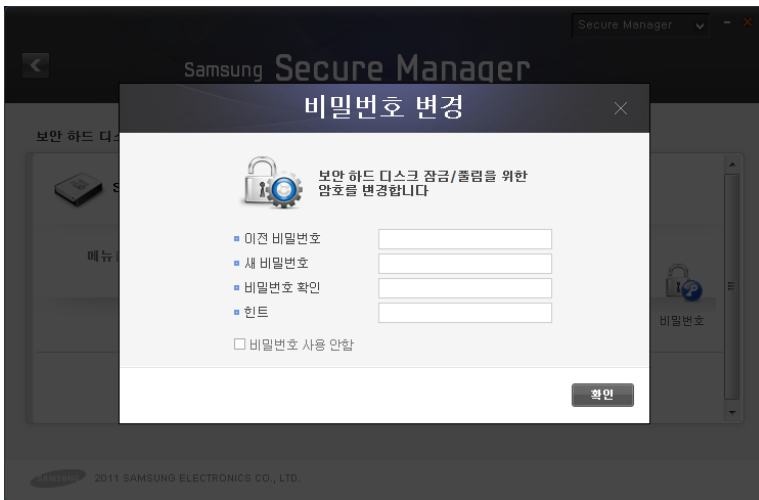 Secure Manager
Samsung Secure Manager
비밀번호 변경
보안 하드 디스
보안 하드 디스크 잠금/풀림을 위한
암호를 변경합니다
S
메뉴
이전 비밀번호
새 비밀번호
비밀번호 확인
힌트
비밀번호 사용 안함
비밀번호
확인
SAMSUNG 2011 SAMSUNG ELECTRONICS CO., LTD.